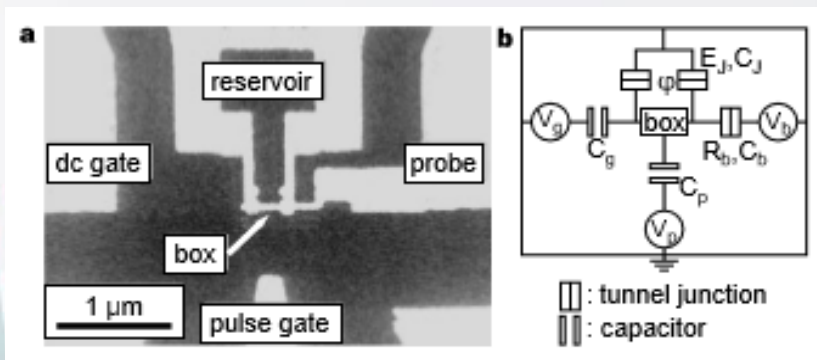 a
reservoir
dc gate
probe
box
1 μm
pulse gate
b
E_J,C_J
φ
V_g
box
V_b
C_g
R_b,C_b
C_p
V_p
: tunnel junction
: capacitor